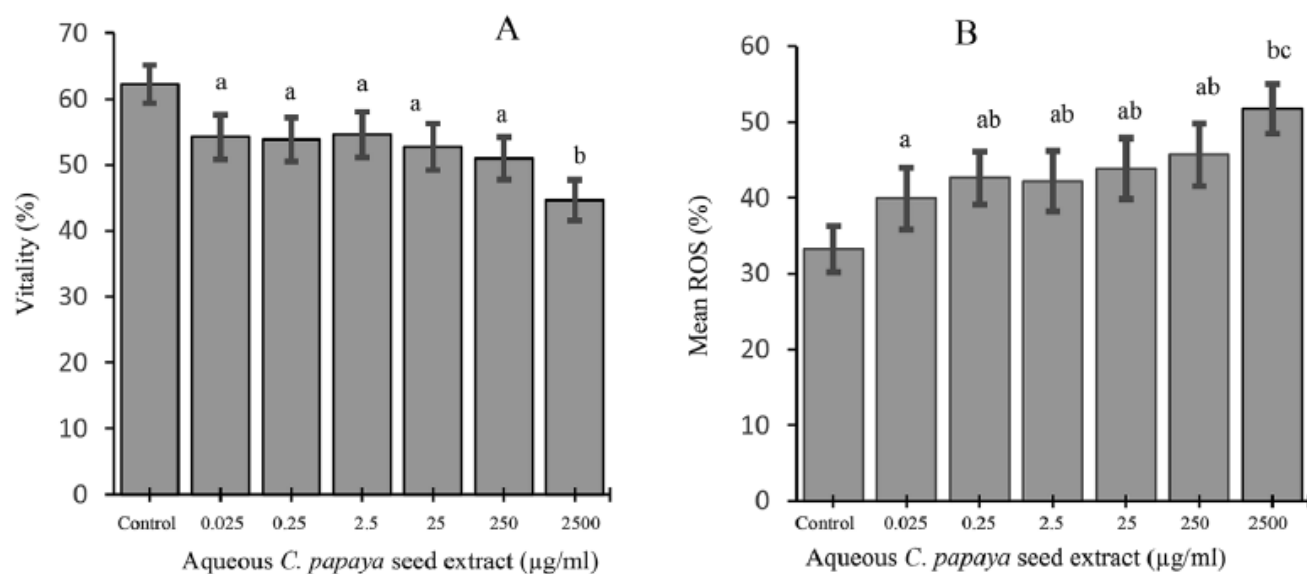 A
70
60
50
40
30
20
10
0
Vitality (%)
a
a
a
a
a
b
Control 0.025 0.25 2.5 25 250 2500
Aqueous C. papaya seed extract (µg/ml)
B
60
50
40
30
20
10
0
Mean ROS (%)
a
ab
ab
ab
ab
bc
Control 0.025 0.25 2.5 25 250 2500
Aqueous C. papaya seed extract (µg/ml)